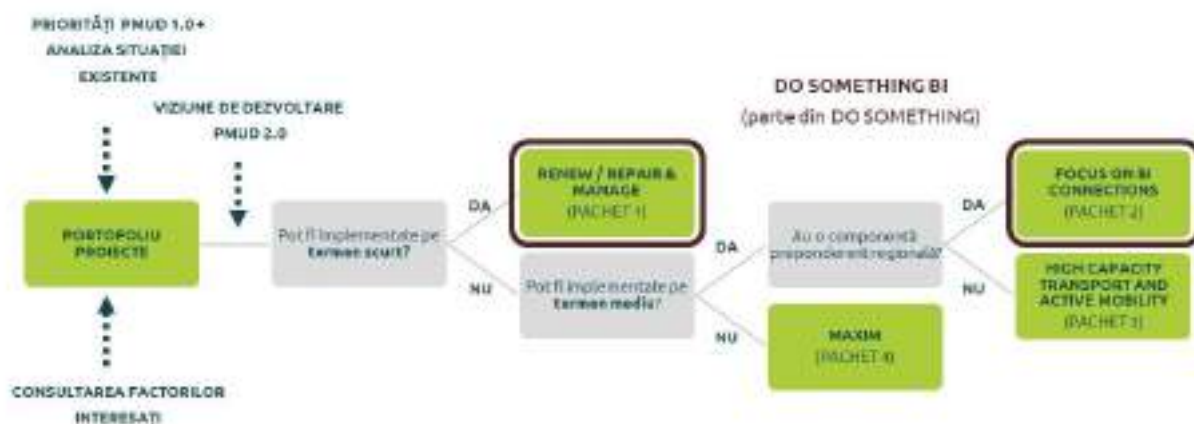 PRIORITĂȚI PMUD 1.0+
ANALIZA SITUAȚIEI
EXISTENTE
VIZIUNE DE DEZVOLTARE
PMUD 2.0
DO SOMETHING BI
(parte din DO SOMETHING)
PORTOFOLIU
PROIECTE
Pot fi implementate pe
termen scurt?
DA
RENEW / REPAIR &
MANAGE
(PACHET 1)
NU
Pot fi implementate pe
termen mediu?
DA
Au o componentă
preponderent regională?
DA
FOCUS ON BI
CONNECTIONS
(PACHET 2)
NU
HIGH CAPACITY
TRANSPORT AND
ACTIVE MOBILITY
(PACHET 3)
NU
MAXIM
(PACHET 4)
CONSULTAREA FACTORILOR
INTERESATI